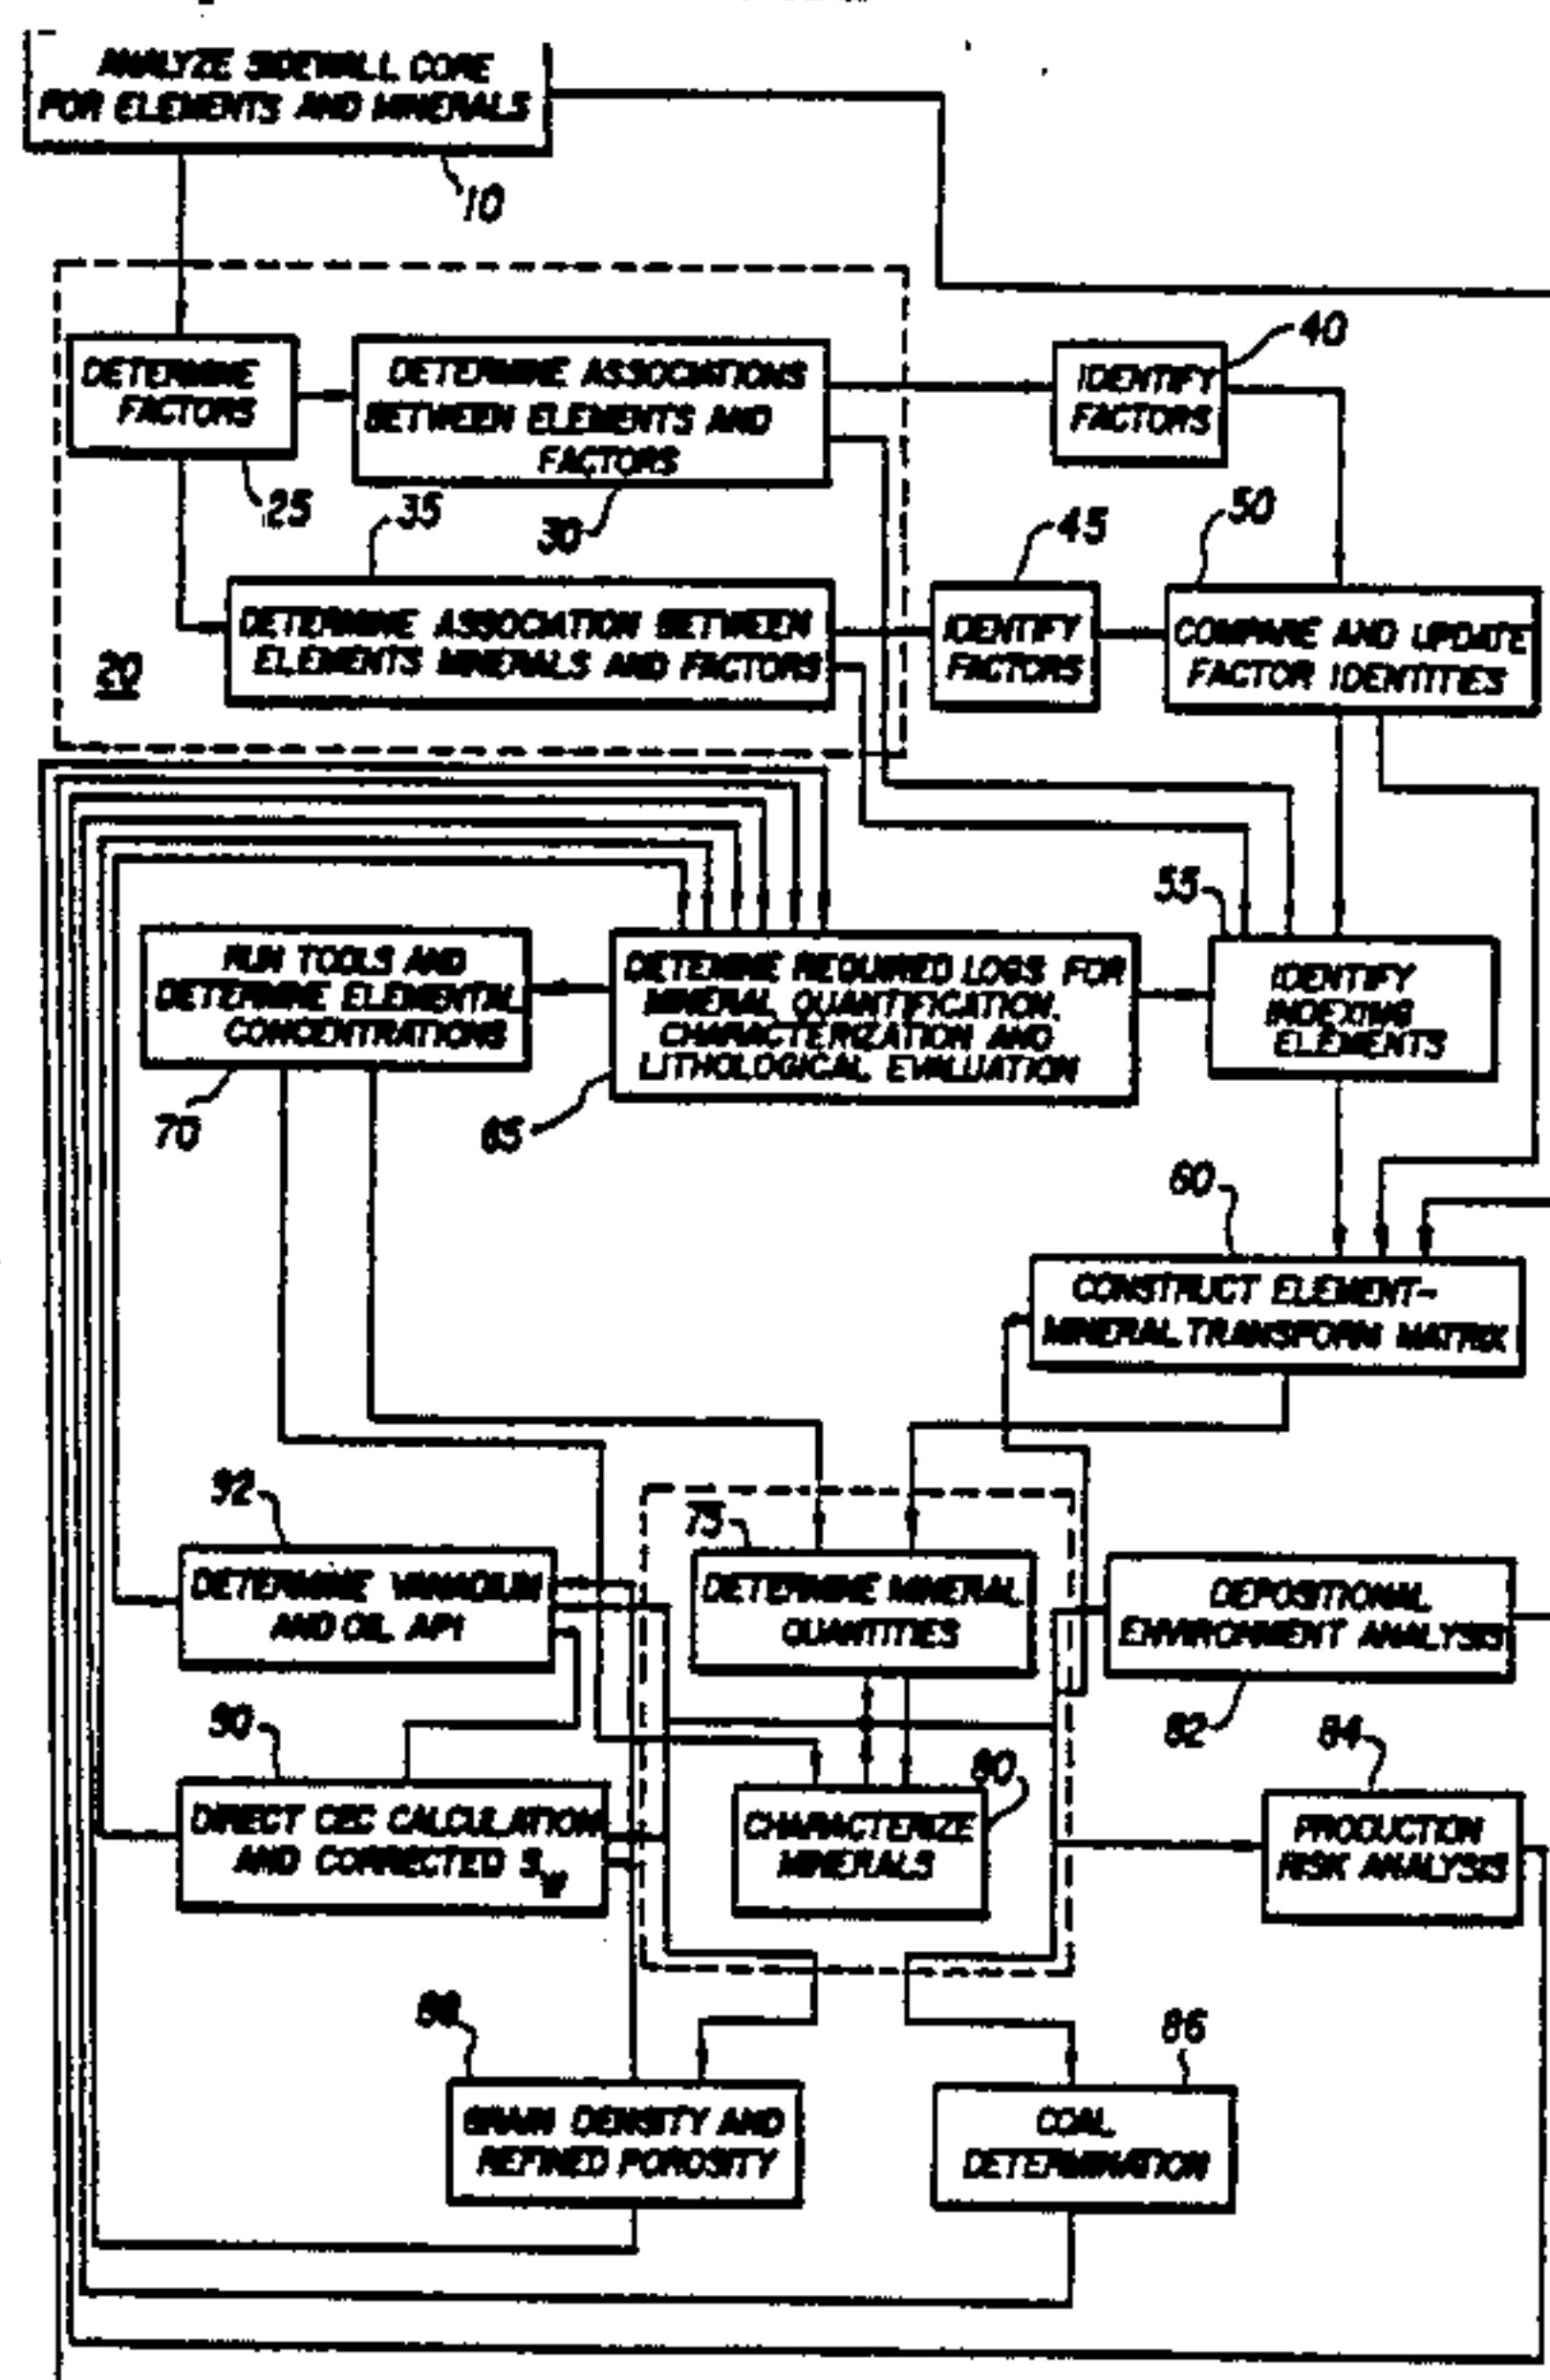 ANALYZE SIDEWALL CORE
FOR ELEMENTS AND MINERALS
10
DETERMINE
FACTORS
25
DETERMINE ASSOCIATIONS
BETWEEN ELEMENTS AND
FACTORS
30
IDENTIFY
FACTORS
40
35
DETERMINE ASSOCIATION BETWEEN
ELEMENTS MINERALS AND FACTORS
20
45
IDENTIFY
FACTORS
50
COMPARE AND UPDATE
FACTOR IDENTITIES
RUN TOOLS AND
DETERMINE ELEMENTAL
CONCENTRATIONS
70
DETEMINE REQUIRED LOGS FOR
MINERAL QUANTIFICATION,
CHARACTERIZATION AND
LITHOLOGICAL EVALUATION
65
55
IDENTIFY
INDEXING
ELEMENTS
60
CONSTRUCT ELEMENT-
MINERAL TRANSFORM MATRIX
92
DETERMINE VANADIUM
AND OIL API
75
DETERMINE MINERAL
QUANTITIES
DEPOSITIONAL
ENVIRONMENT ANALYSIS
82
90
DIRECT CEC CALCULATION
AND CORRECTED SW
80
CHARACTERIZE
MINERALS
84
PRODUCTION
RISK ANALYSIS
88
GRAIN DENSITY AND
REFINED POROSITY
86
COAL
DETERMINATION